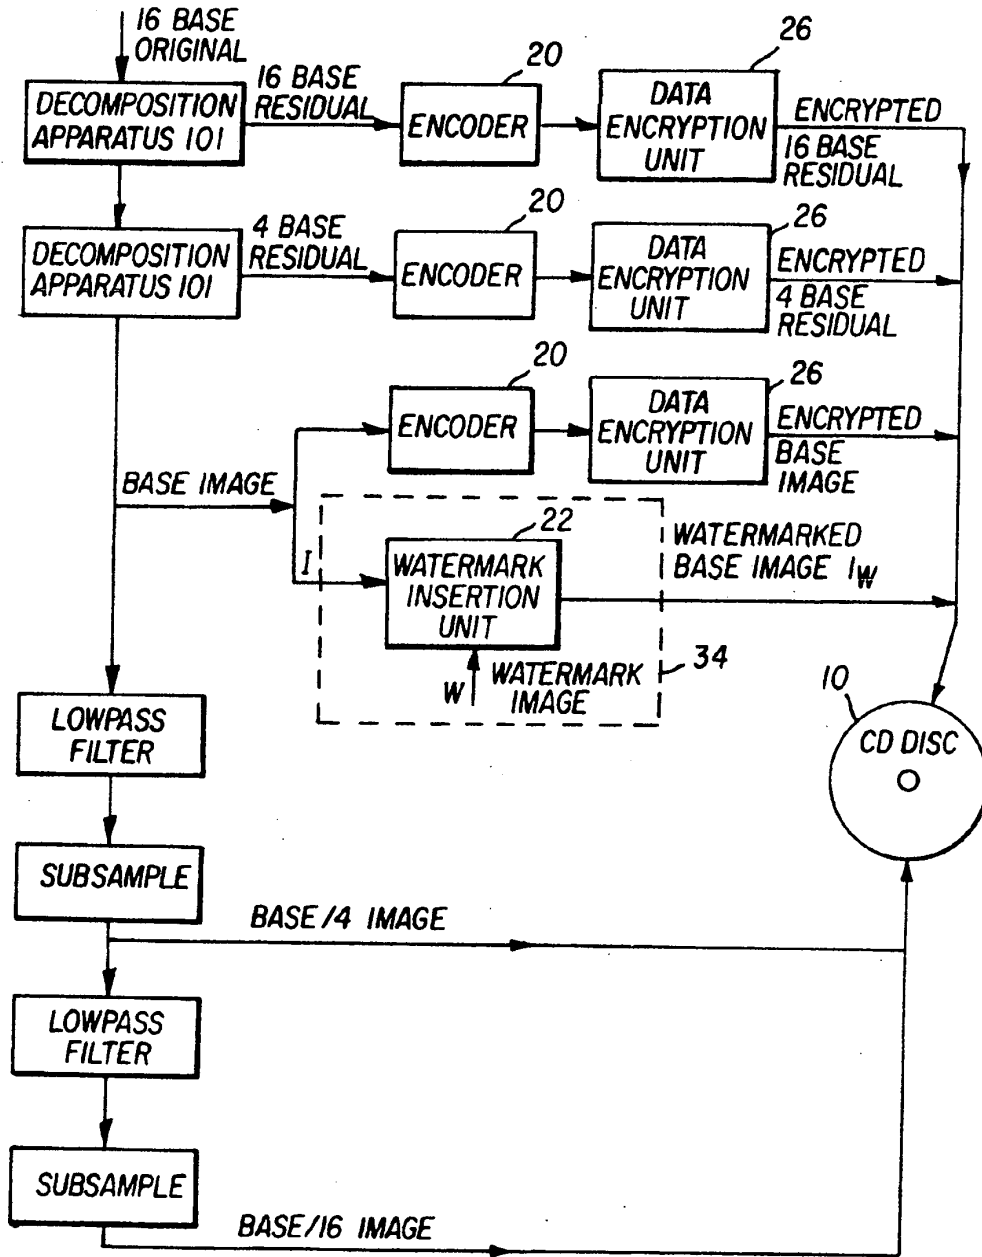 16 BASE
ORIGINAL
DECOMPOSITION
APPARATUS 101
16 BASE
RESIDUAL
20
ENCODER
26
DATA
ENCRYPTION
UNIT
ENCRYPTED
16 BASE
RESIDUAL
DECOMPOSITION
APPARATUS 101
4 BASE
RESIDUAL
20
ENCODER
26
DATA
ENCRYPTION
UNIT
ENCRYPTED
4 BASE
RESIDUAL
20
ENCODER
26
DATA
ENCRYPTION
UNIT
ENCRYPTED
BASE
IMAGE
BASE IMAGE
I
22
WATERMARK
INSERTION
UNIT
WATERMARKED
BASE IMAGE IW
W
WATERMARK
IMAGE
34
LOWPASS
FILTER
10
CD DISC
SUBSAMPLE
BASE/4 IMAGE
LOWPASS
FILTER
SUBSAMPLE
BASE/16 IMAGE